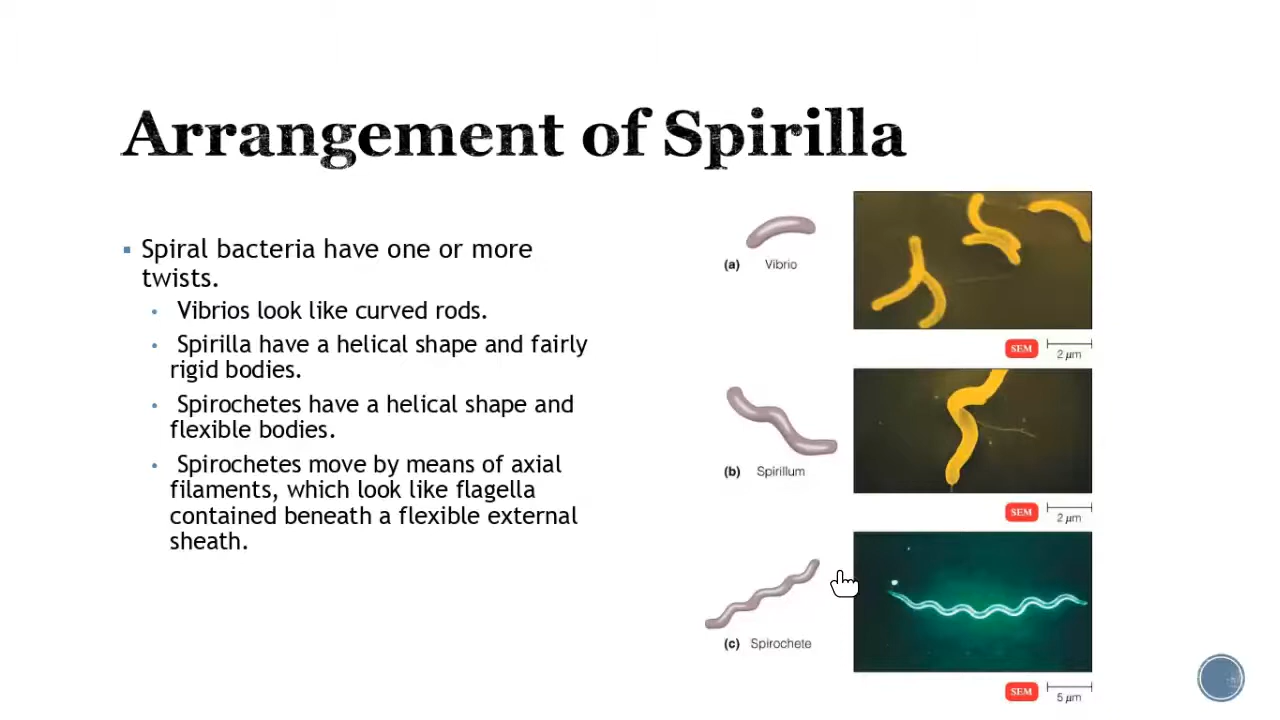 Arrangement of Spirilla
▪ Spiral bacteria have one or more
twists.
• Vibrios look like curved rods.
• Spirilla have a helical shape and fairly
rigid bodies.
• Spirochetes have a helical shape and
flexible bodies.
• Spirochetes move by means of axial
filaments, which look like flagella
contained beneath a flexible external
sheath.
(a) Vibrio
SEM 2 μm
(b) Spirillum
SEM 2 μm
(c) Spirochete
SEM 5 μm